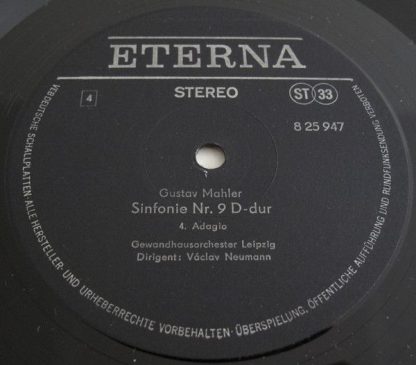 ETERNA
4
STEREO
ST 33
8 25 947
Gustav Mahler
Sinfonie Nr. 9 D-dur
4. Adagio
Gewandhausorchester Leipzig
Dirigent: Václav Neumann
VEB DEUTSCHE SCHALLPLATTEN · ALLE HERSTELLER- UND URHEBERRECHTE VORBEHALTEN · ÜBERSPIELUNG, ÖFFENTLICHE AUFFÜHRUNG UND RUNDFUNKSENDUNG VERBOTEN